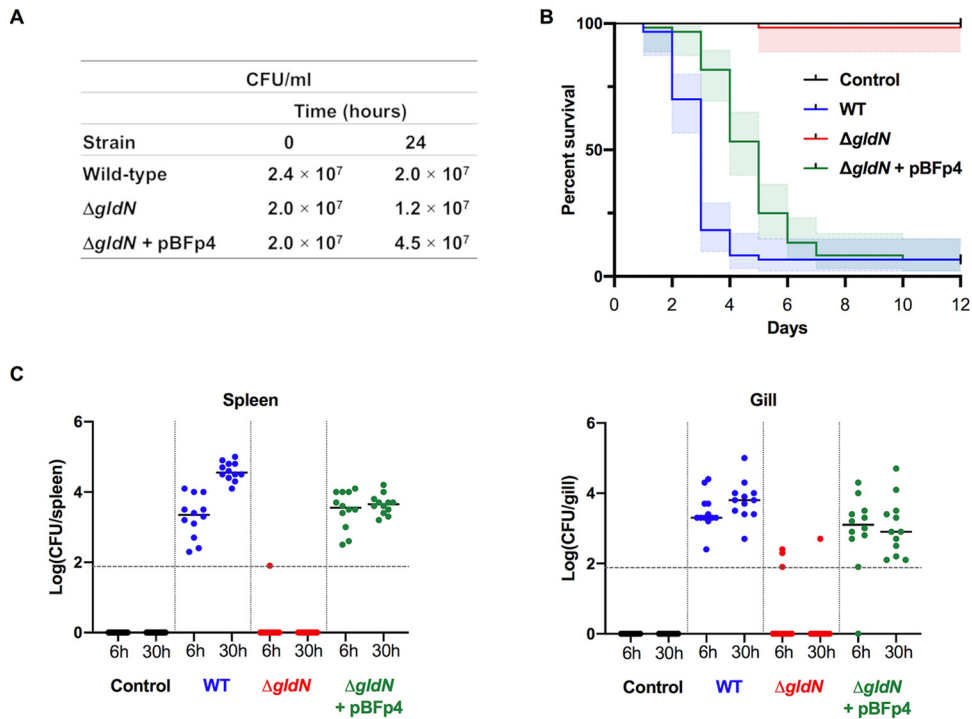 A
CFU/ml
Time (hours)
Strain 0 24
Wild-type 2.4 × 10⁷ 2.0 × 10⁷
ΔgldN 2.0 × 10⁷ 1.2 × 10⁷
ΔgldN + pBFp4 2.0 × 10⁷ 4.5 × 10⁷
B
Percent survival
100
50
0
0 2 4 6 8 10 12
Days
Control
WT
ΔgldN
ΔgldN + pBFp4
C
Spleen
Log(CFU/spleen)
6
4
2
0
6h 30h 6h 30h 6h 30h 6h 30h
Control WT ΔgldN ΔgldN
+ pBFp4
Gill
Log(CFU/gill)
6
4
2
0
6h 30h 6h 30h 6h 30h 6h 30h
Control WT ΔgldN ΔgldN
+ pBFp4